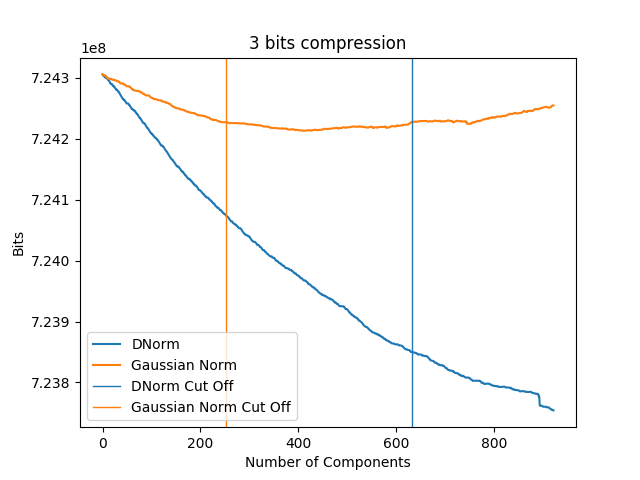 3 bits compression
1e8
7.243
7.242
7.241
7.240
7.239
7.238
Bits
DNorm
Gaussian Norm
DNorm Cut Off
Gaussian Norm Cut Off
0 200 400 600 800
Number of Components